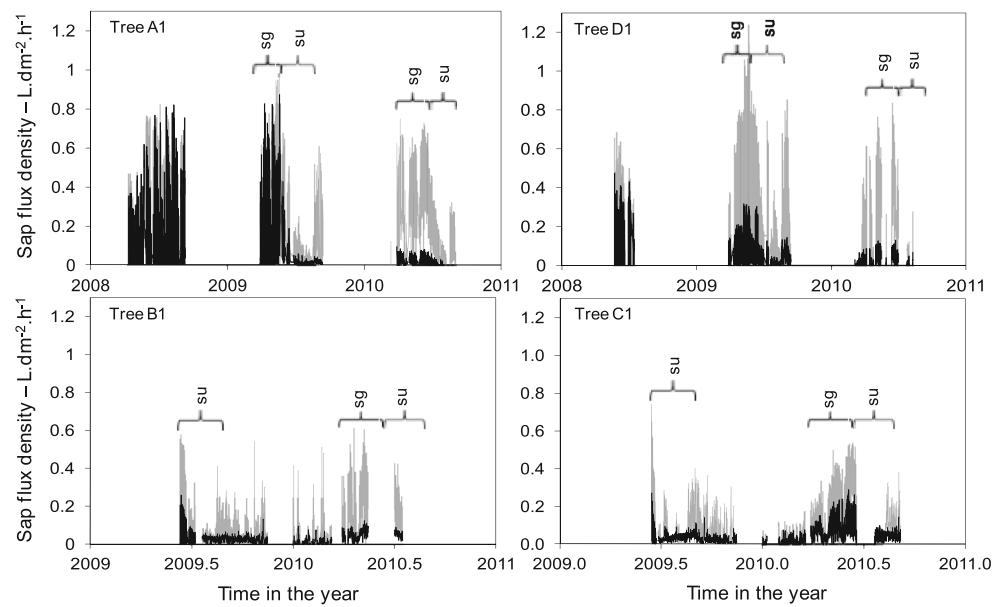 Tree A1
Sap flux density – L.dm-2.h-1
1.2
1
0.8
0.6
0.4
0.2
0
2008
2009
2010
2011
sg
su
sg
su
Tree D1
1.2
1
0.8
0.6
0.4
0.2
0
2008
2009
2010
2011
sg
su
sg
su
Tree B1
Sap flux density – L.dm-2.h-1
1.2
1
0.8
0.6
0.4
0.2
0
2009
2009.5
2010
2010.5
2011
su
sg
su
Time in the year
Tree C1
1.2
1.0
0.8
0.6
0.4
0.2
0.0
2009.0
2009.5
2010.0
2010.5
2011.0
su
sg
su
Time in the year